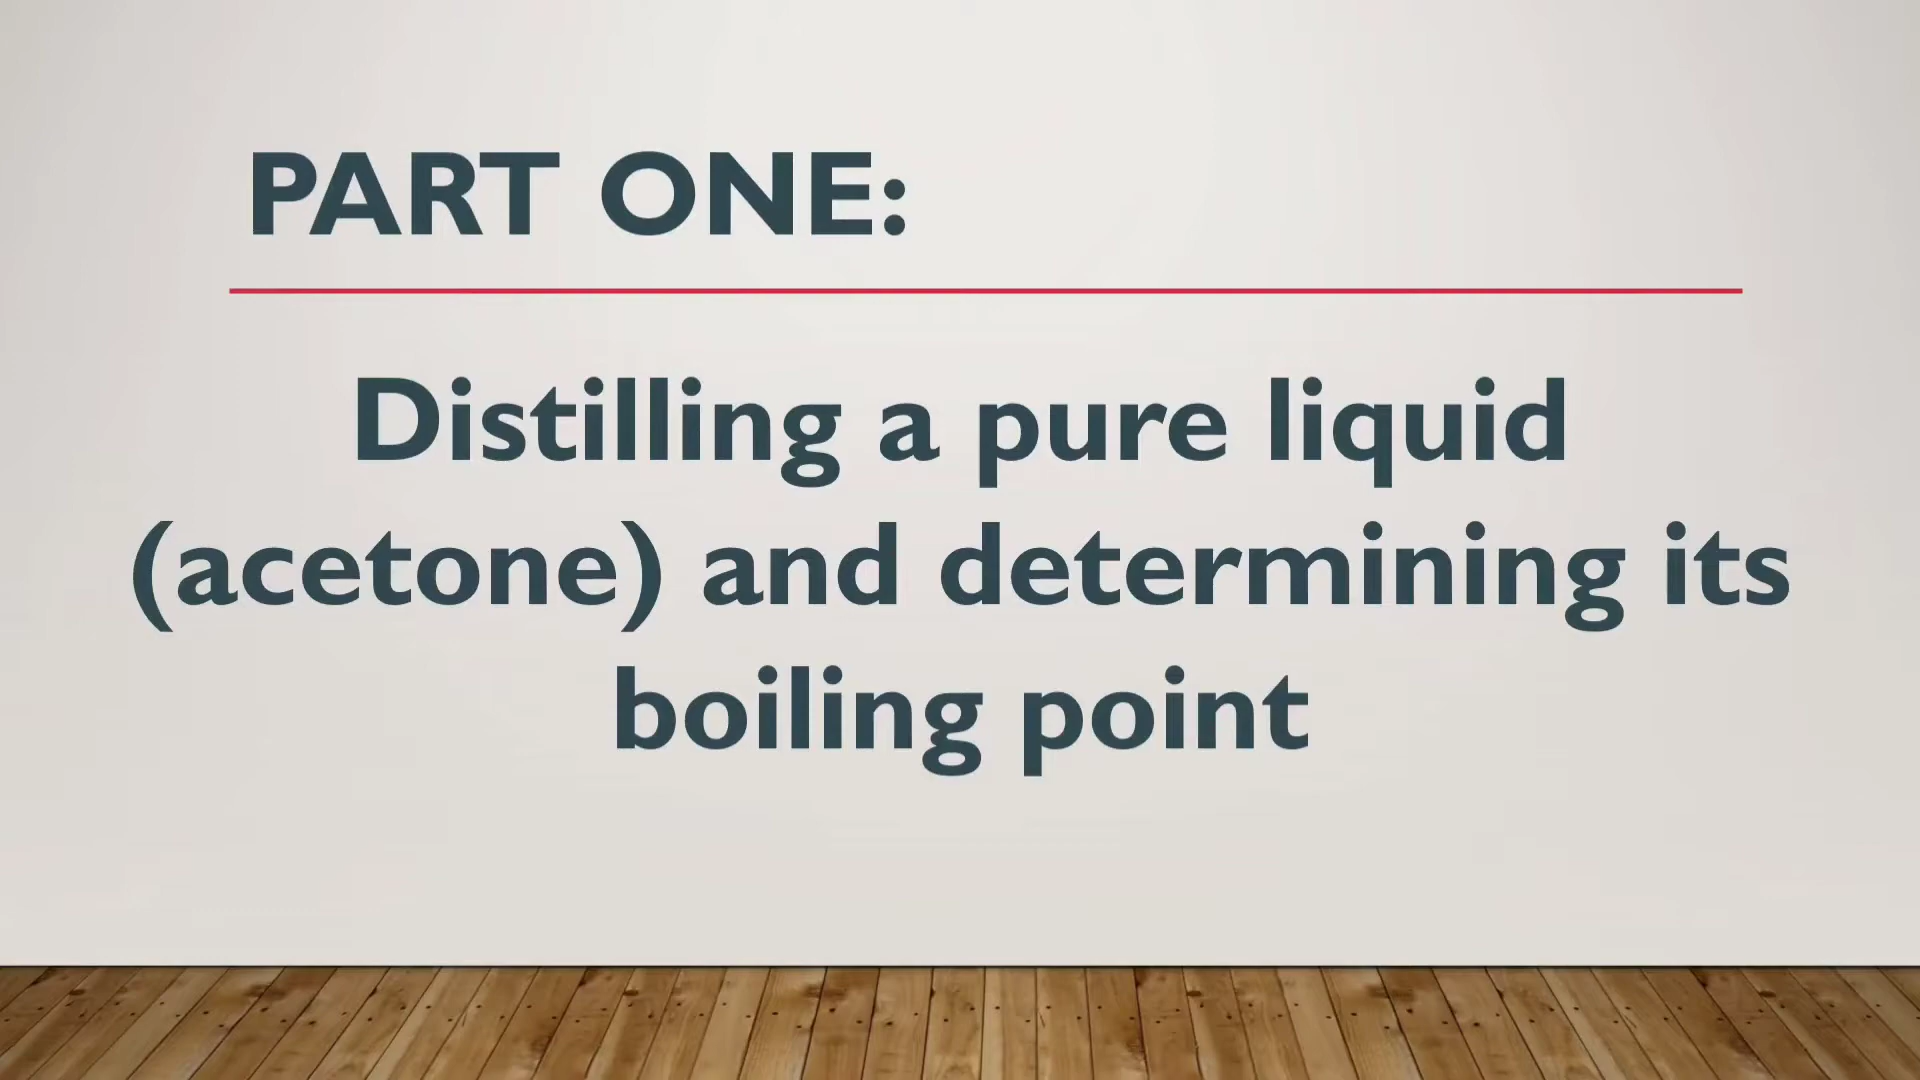 PART ONE:
Distilling a pure liquid
(acetone) and determining its
boiling point